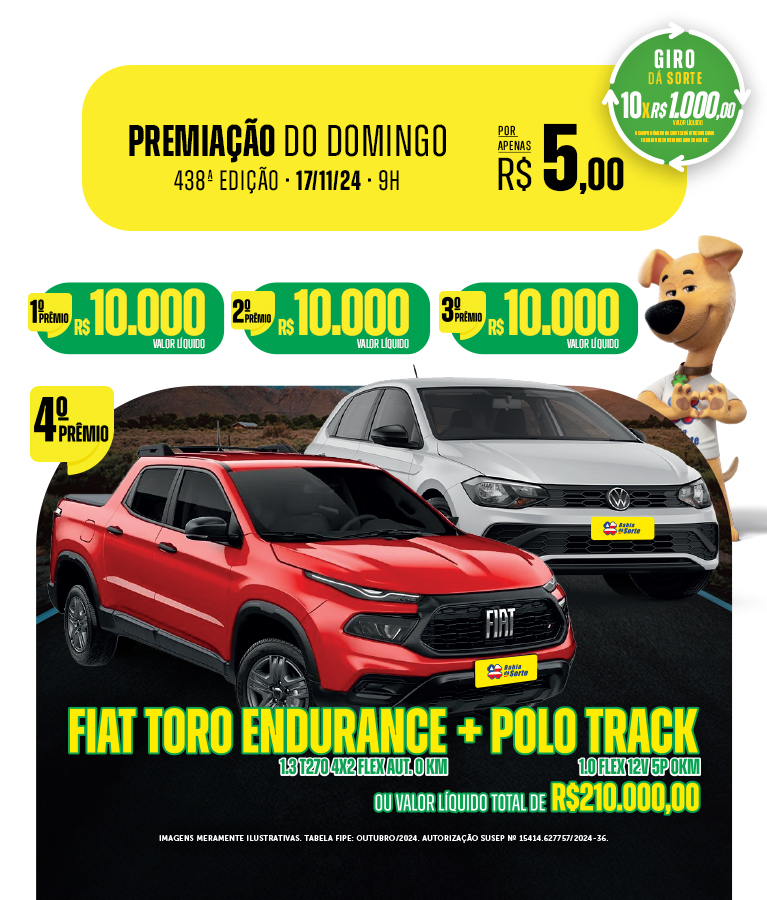 GIRO
DÁ SORTE
10XR$1.000,00
VALOR LÍQUIDO
PREMIAÇÃO DO DOMINGO
438ª EDIÇÃO · 17/11/24 · 9H
POR
APENAS
R$ 5,00
1º
PRÊMIO
R$ 10.000
VALOR LÍQUIDO
2º
PRÊMIO
R$ 10.000
VALOR LÍQUIDO
3º
PRÊMIO
R$ 10.000
VALOR LÍQUIDO
4º
PRÊMIO
Bahia
dá Sorte
FIAT
Bahia
dá Sorte
FIAT TORO ENDURANCE + POLO TRACK
1.3 T270 4X2 FLEX AUT. 0 KM
1.0 FLEX 12V 5P 0KM
OU VALOR LÍQUIDO TOTAL DE R$210.000,00
IMAGENS MERAMENTE ILUSTRATIVAS. TABELA FIPE: OUTUBRO/2024. AUTORIZAÇÃO SUSEP Nº 15414.627757/2024-36.